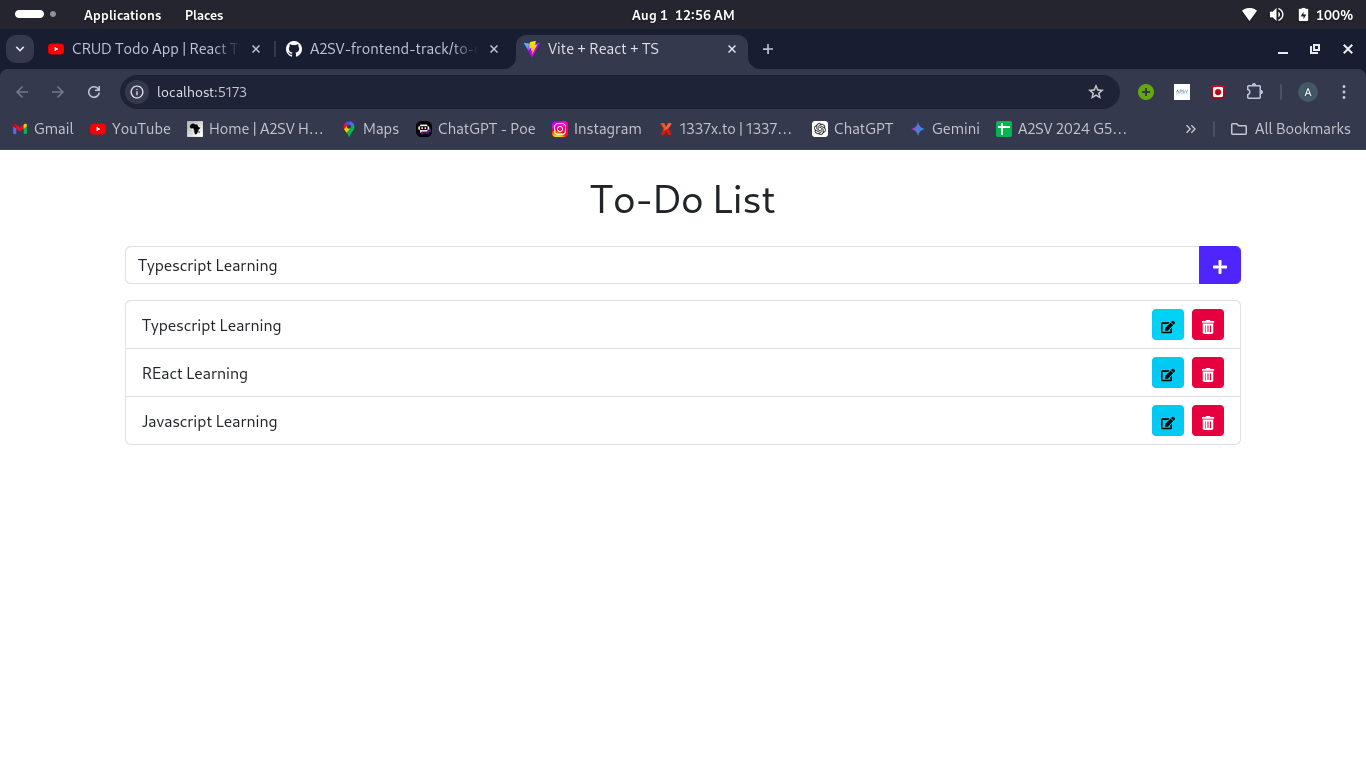 Applications Places Aug 1 12:56 AM 100%
CRUD Todo App | React T A2SV-frontend-track/to- Vite + React + TS
localhost:5173 A
Gmail YouTube Home | A2SV H... Maps ChatGPT - Poe Instagram 1337x.to | 1337... ChatGPT Gemini A2SV 2024 G5... All Bookmarks
To-Do List
Typescript Learning
Typescript Learning
REact Learning
Javascript Learning